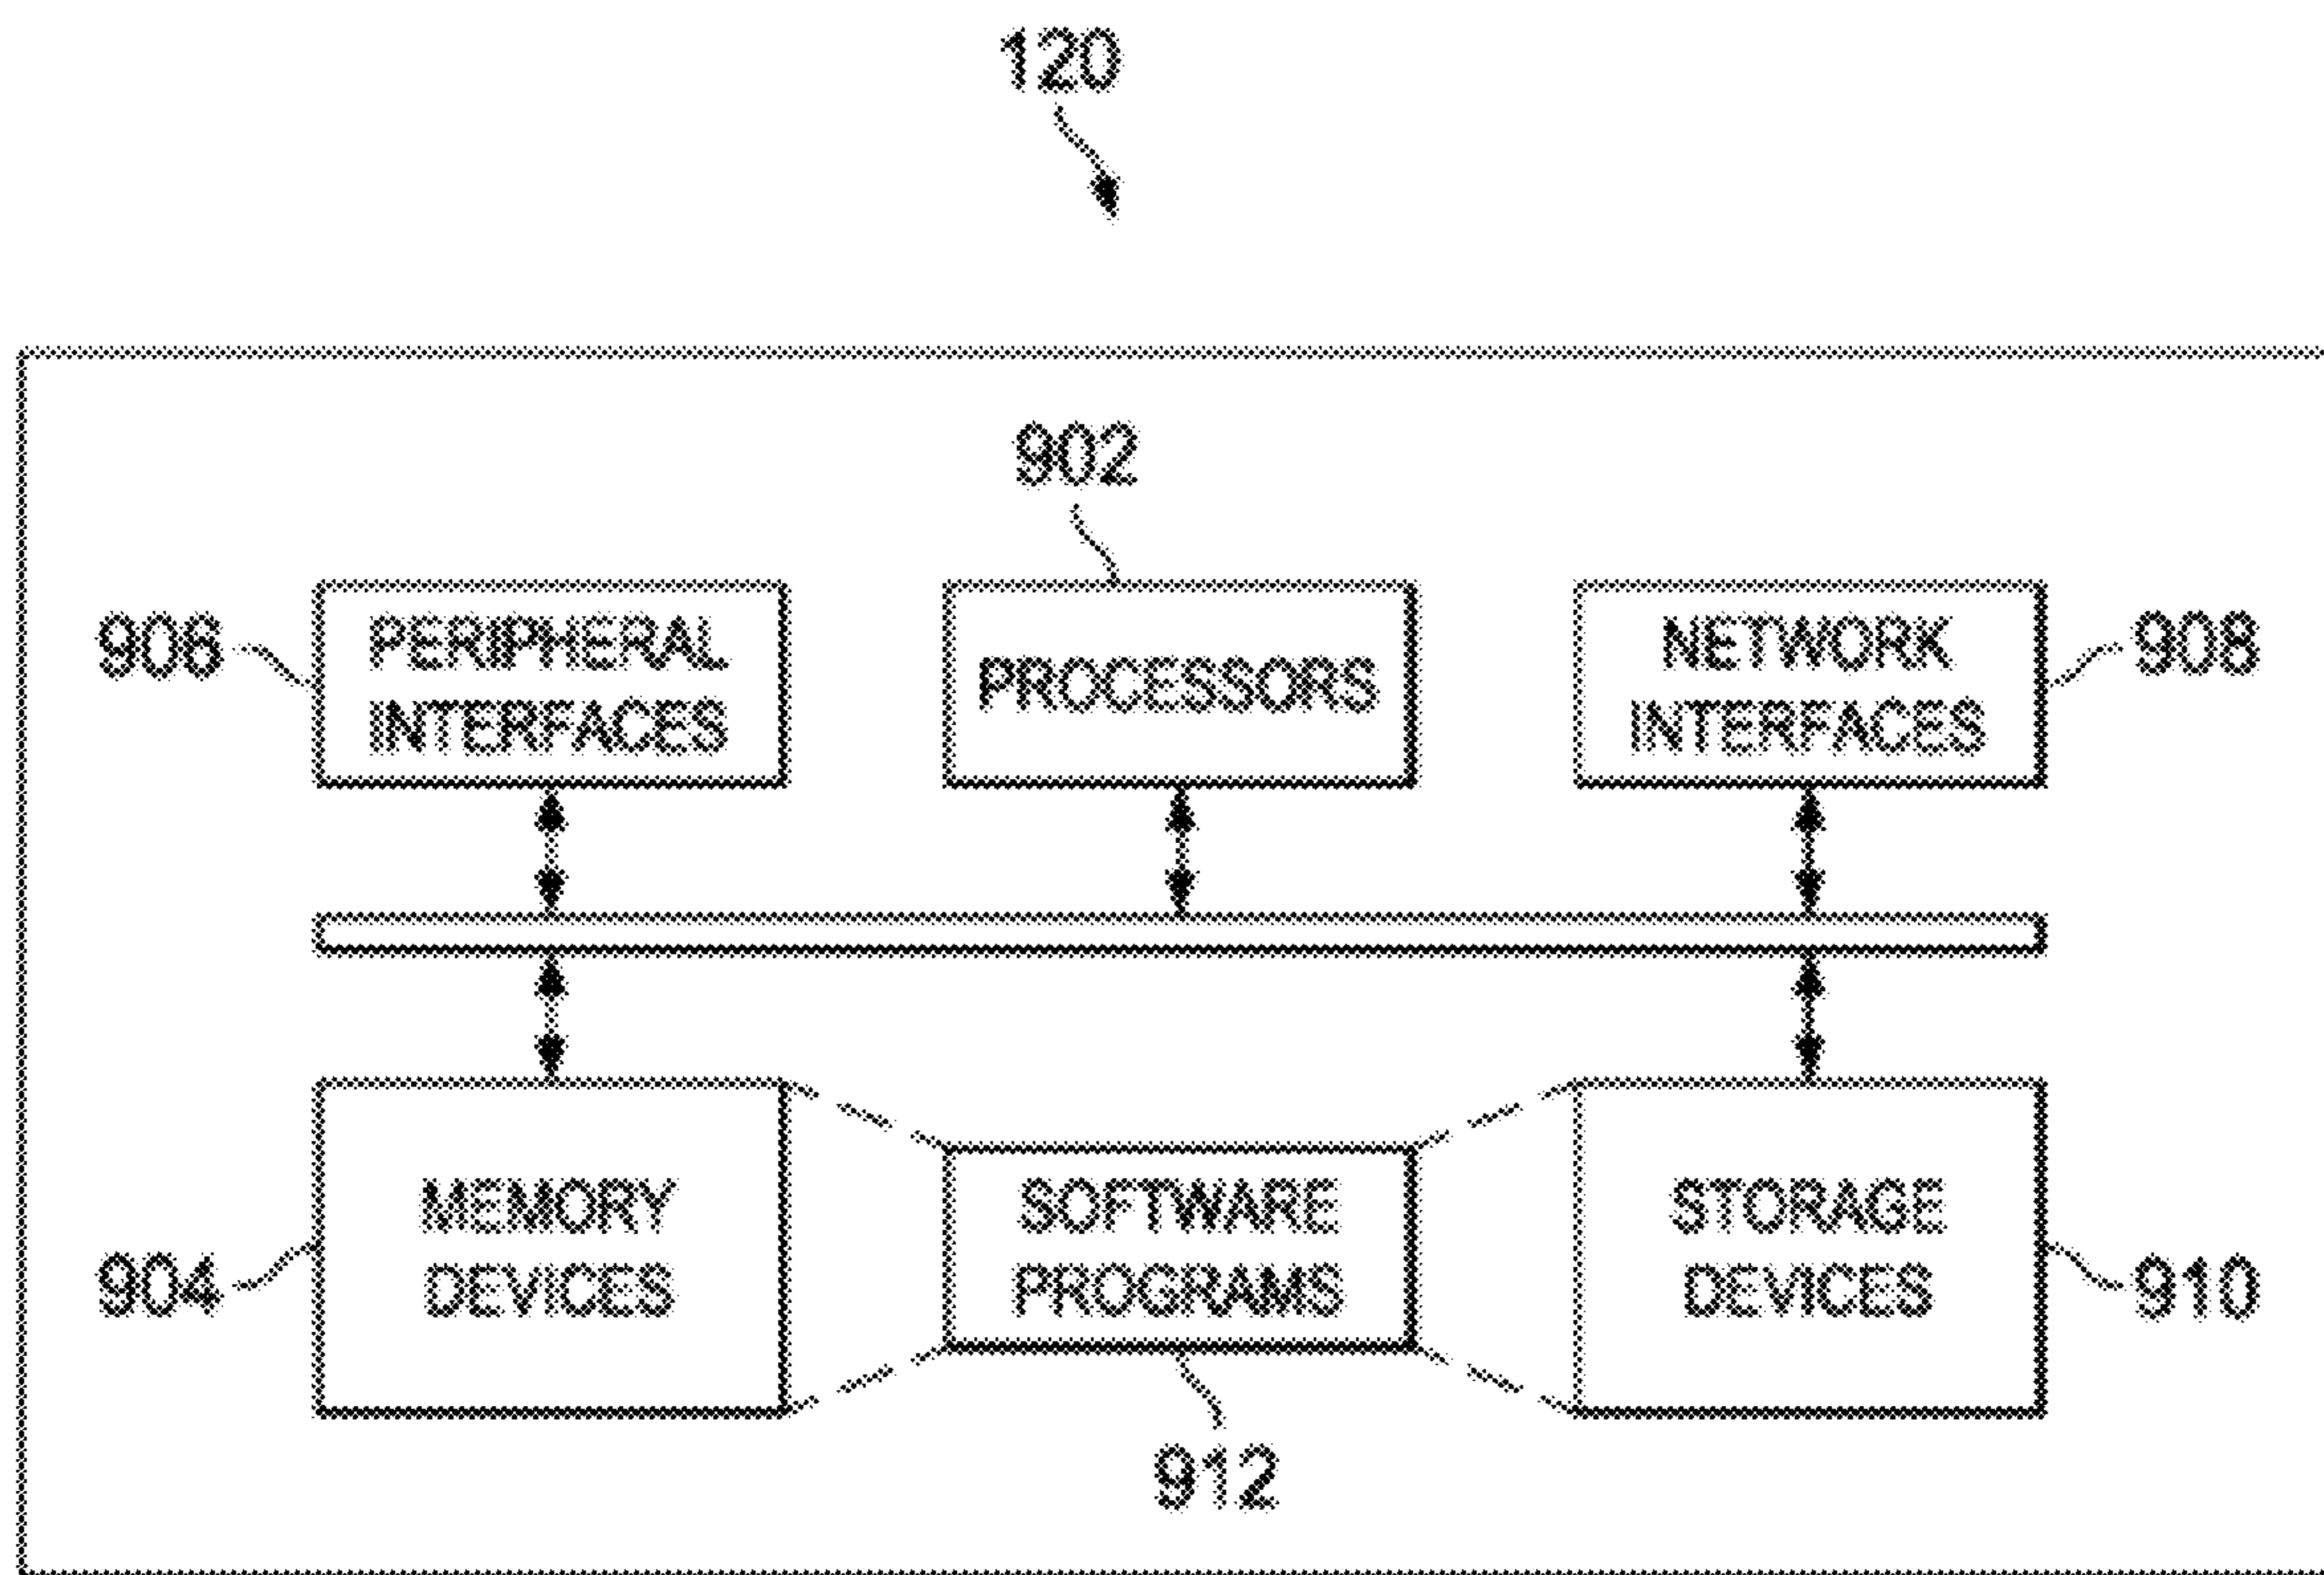 120
902
906
PERIPHERAL
INTERFACES
PROCESSORS
NETWORK
INTERFACES
908
904
MEMORY
DEVICES
SOFTWARE
PROGRAMS
STORAGE
DEVICES
910
912